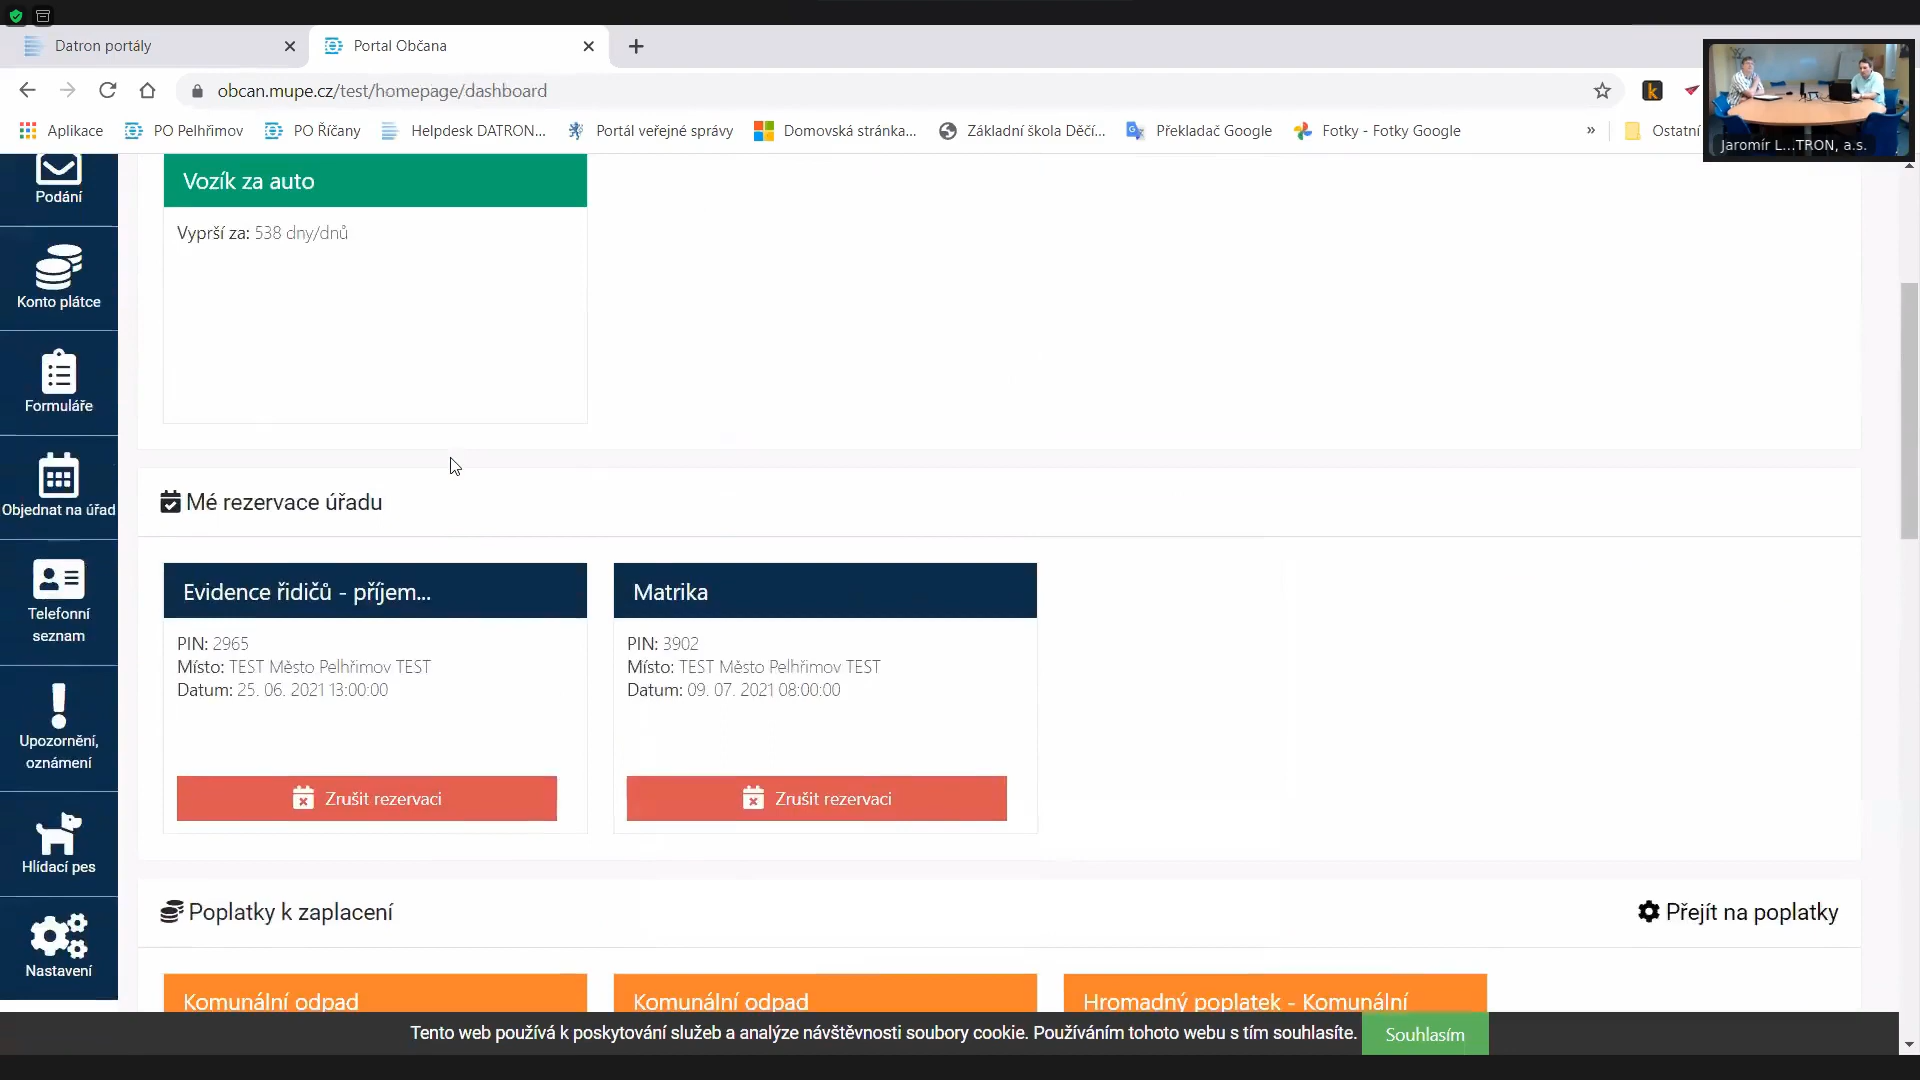 Datron portály
Portal Občana
obcan.mupe.cz/test/homepage/dashboard
k
Aplikace
PO Pelhřimov
PO Říčany
Helpdesk DATRON...
Portál veřejné správy
Domovská stránka...
Základní škola Děčí...
Překladač Google
Fotky - Fotky Google
»
Ostatní
Jaromír L...TRON, a.s.
Podání
Konto plátce
Formuláře
Objednat na úřad
Telefonní
seznam
Upozornění,
oznámení
Hlídací pes
Nastavení
Vozík za auto
Vyprší za: 538 dny/dnů
Mé rezervace úřadu
Evidence řidičů - příjem...
PIN: 2965
Místo: TEST Město Pelhřimov TEST
Datum: 25. 06. 2021 13:00:00
Zrušit rezervaci
Matrika
PIN: 3902
Místo: TEST Město Pelhřimov TEST
Datum: 09. 07. 2021 08:00:00
Zrušit rezervaci
Poplatky k zaplacení
Přejít na poplatky
Komunální odpad
Komunální odpad
Hromadný poplatek - Komunální
Tento web používá k poskytování služeb a analýze návštěvnosti soubory cookie. Používáním tohoto webu s tím souhlasíte.
Souhlasím